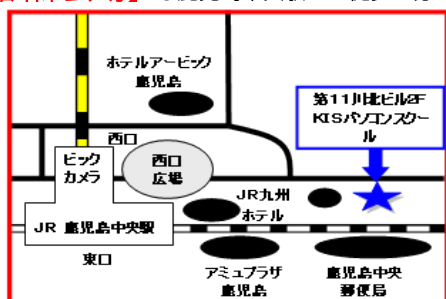 ホテルアービック
鹿児島
第11川北ビル2F
KISパソコンスクー
ル
西口
ビック
カメラ
西口
広場
JR九州
ホテル
JR 鹿児島中央駅
東口
アミュプラザ
鹿児島
鹿児島中央
郵便局